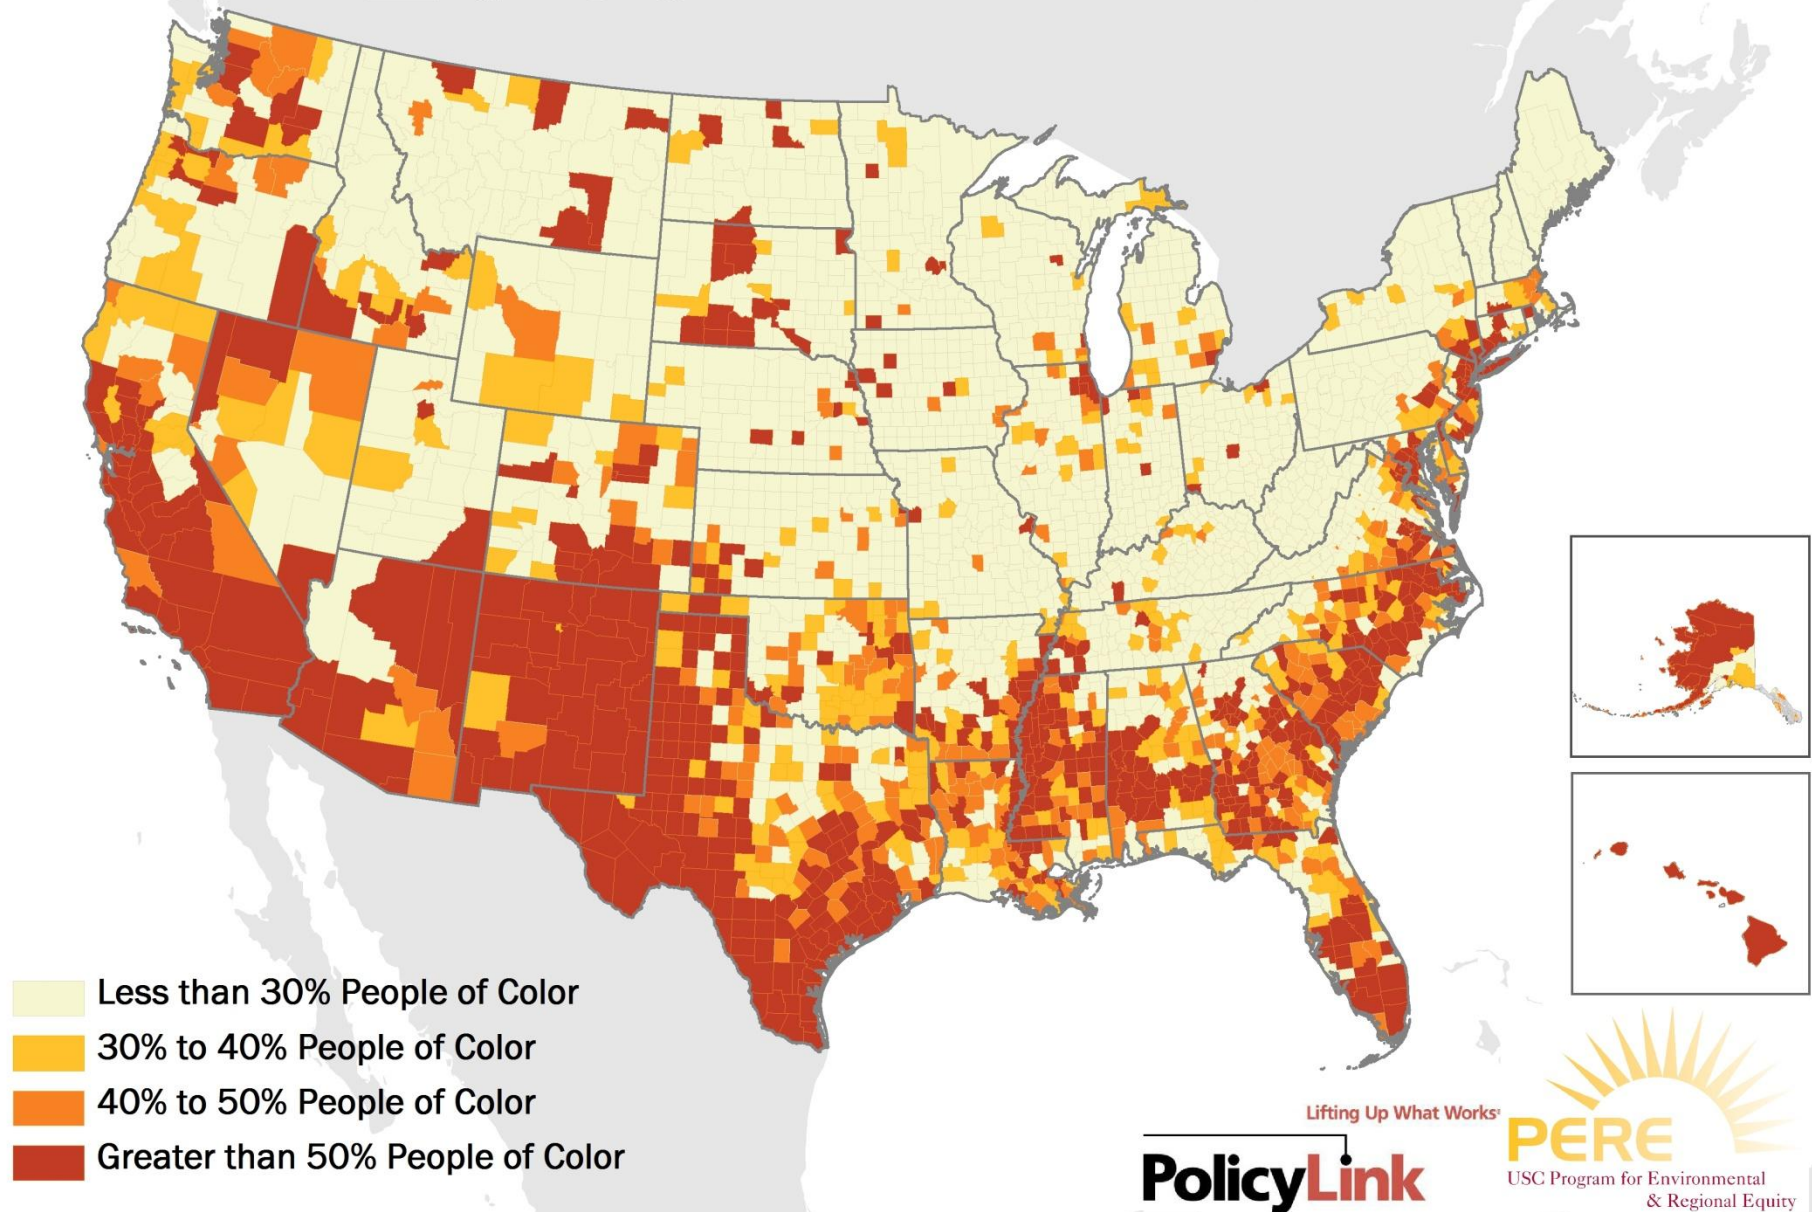 Less than 30% People of Color
30% to 40% People of Color
40% to 50% People of Color
Greater than 50% People of Color
Lifting Up What Works
PolicyLink
PERE
USC Program for Environmental
& Regional Equity